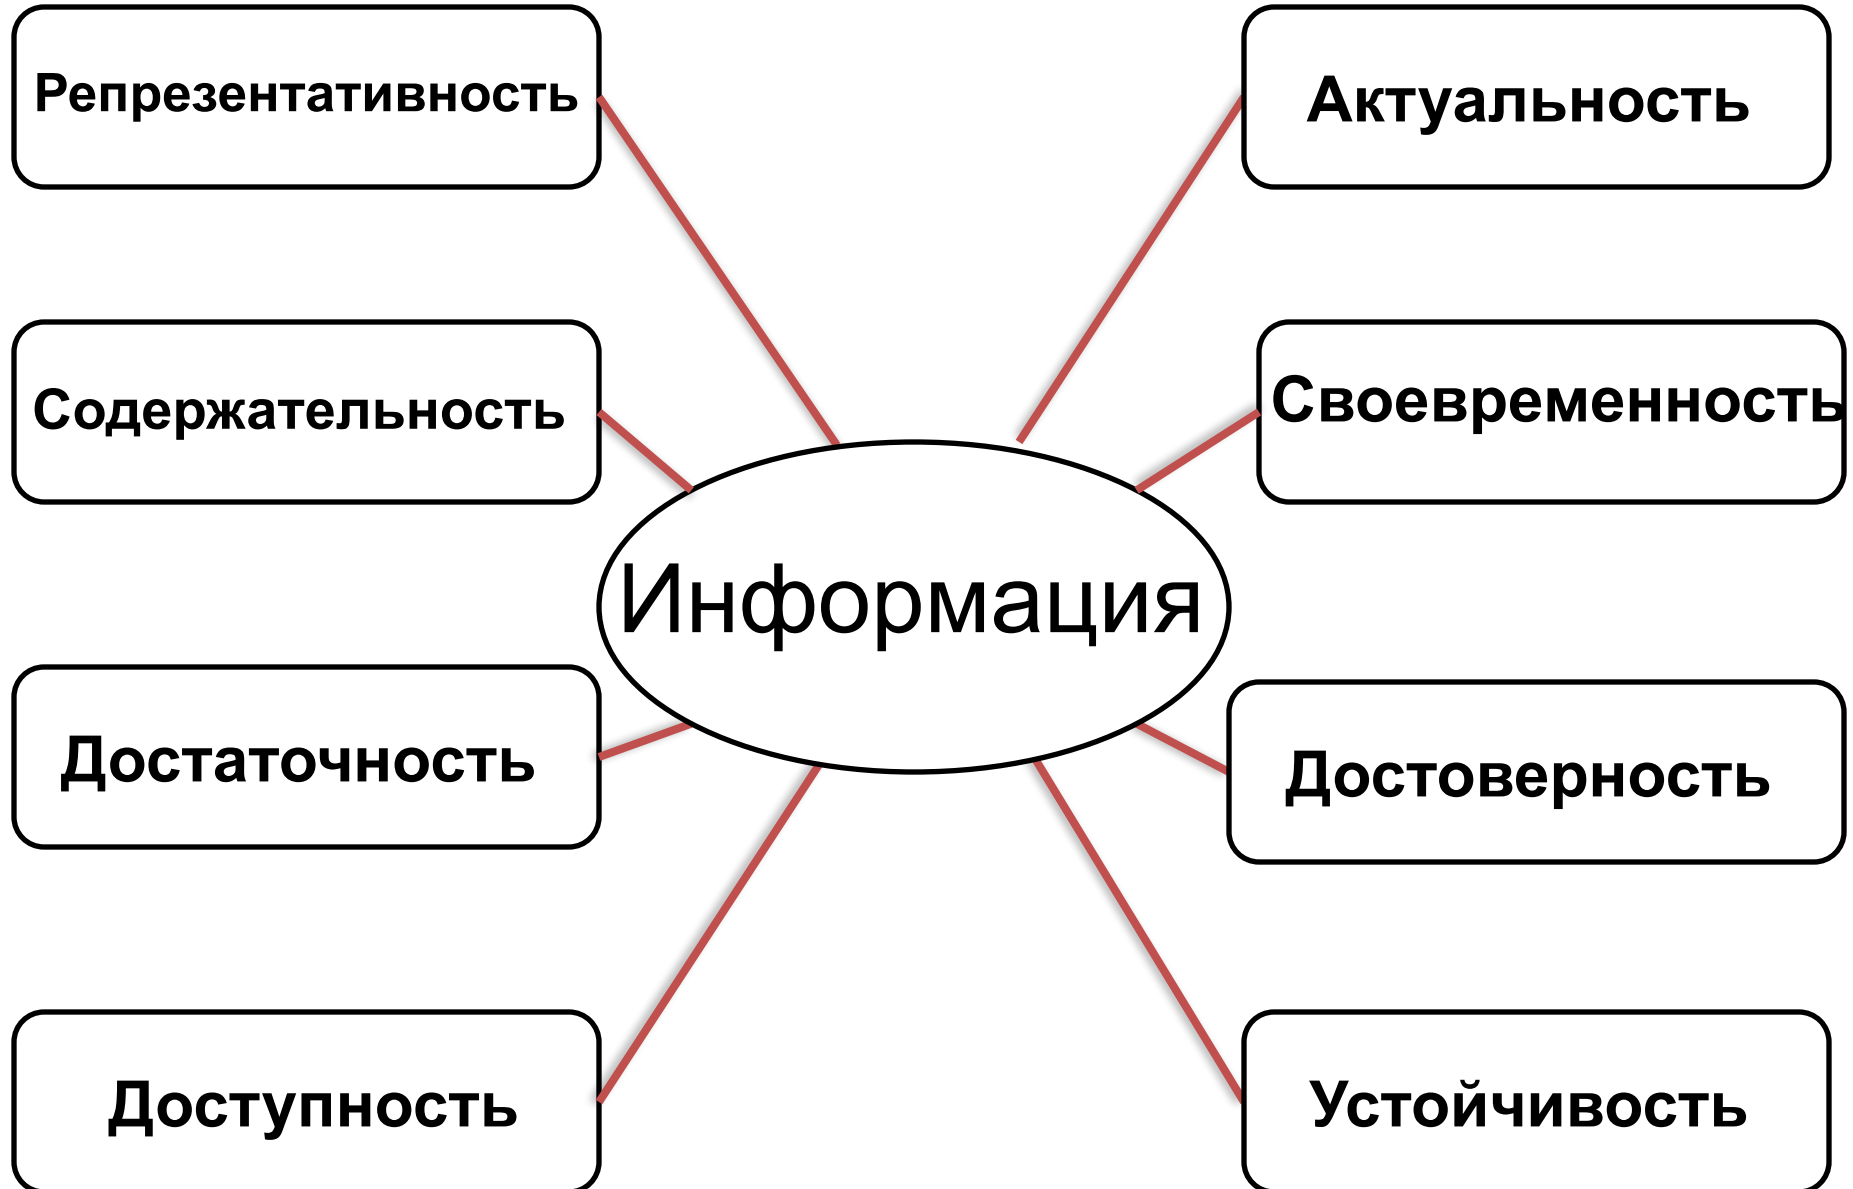 Репрезентативность
Актуальность
Содержательность
Своевременность
Информация
Достаточность
Достоверность
Доступность
Устойчивость